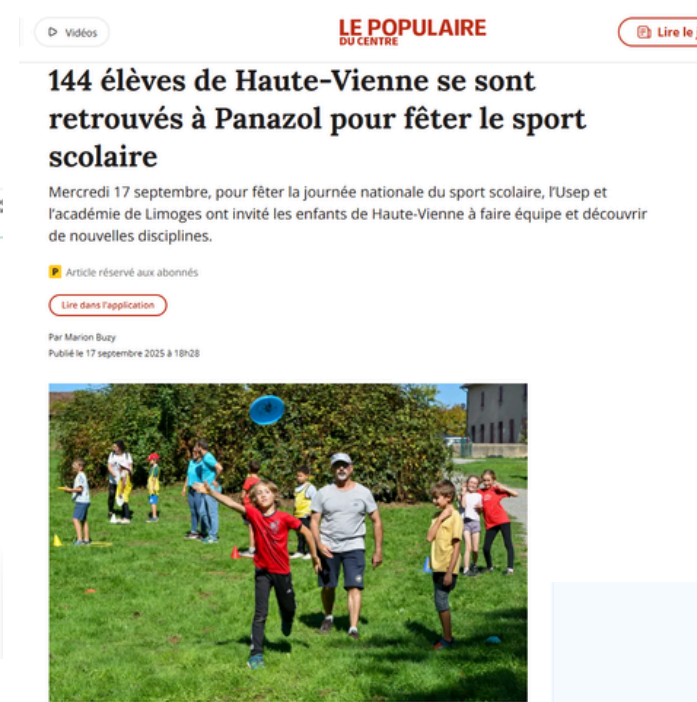 Vidéos
LE POPULAIRE
DU CENTRE
Lire le
144 élèves de Haute-Vienne se sont
retrouvés à Panazol pour fêter le sport
scolaire
Mercredi 17 septembre, pour fêter la journée nationale du sport scolaire, l'Usep et
l'académie de Limoges ont invité les enfants de Haute-Vienne à faire équipe et découvrir
de nouvelles disciplines.
P Article réservé aux abonnés
Lire dans l'application
Par Marion Buzy
Publié le 17 septembre 2025 à 18h28